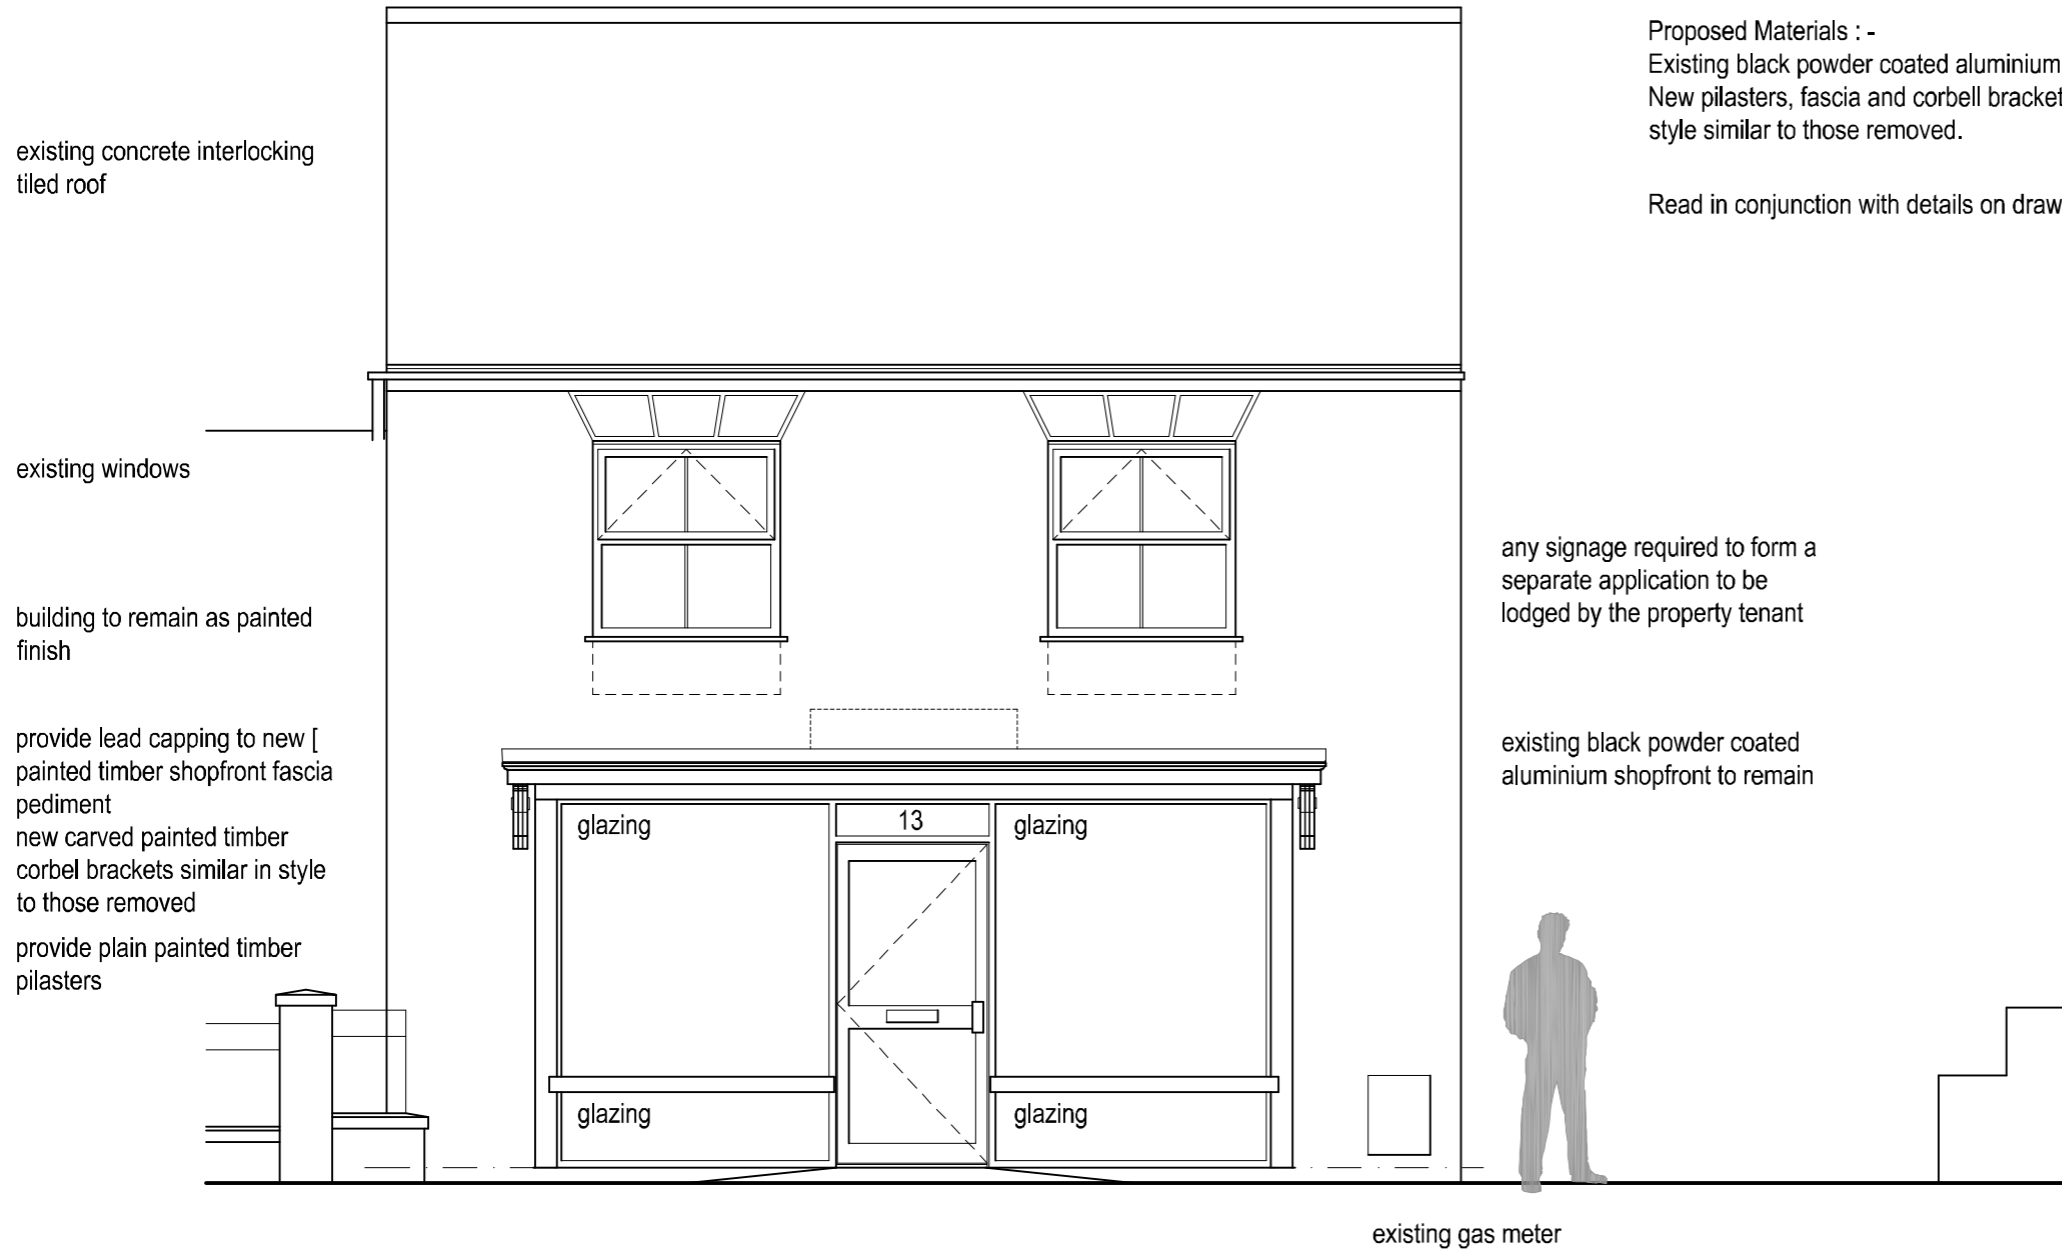 Proposed Materials : -
Existing black powder coated aluminium
New pilasters, fascia and corbell bracket
style similar to those removed.
Read in conjunction with details on draw
existing concrete interlocking
tiled roof
existing windows
building to remain as painted
finish
provide lead capping to new [
painted timber shopfront fascia
pediment
new carved painted timber
corbel brackets similar in style
to those removed
provide plain painted timber
pilasters
any signage required to form a
separate application to be
lodged by the property tenant
existing black powder coated
aluminium shopfront to remain
glazing
13
glazing
glazing
glazing
existing gas meter